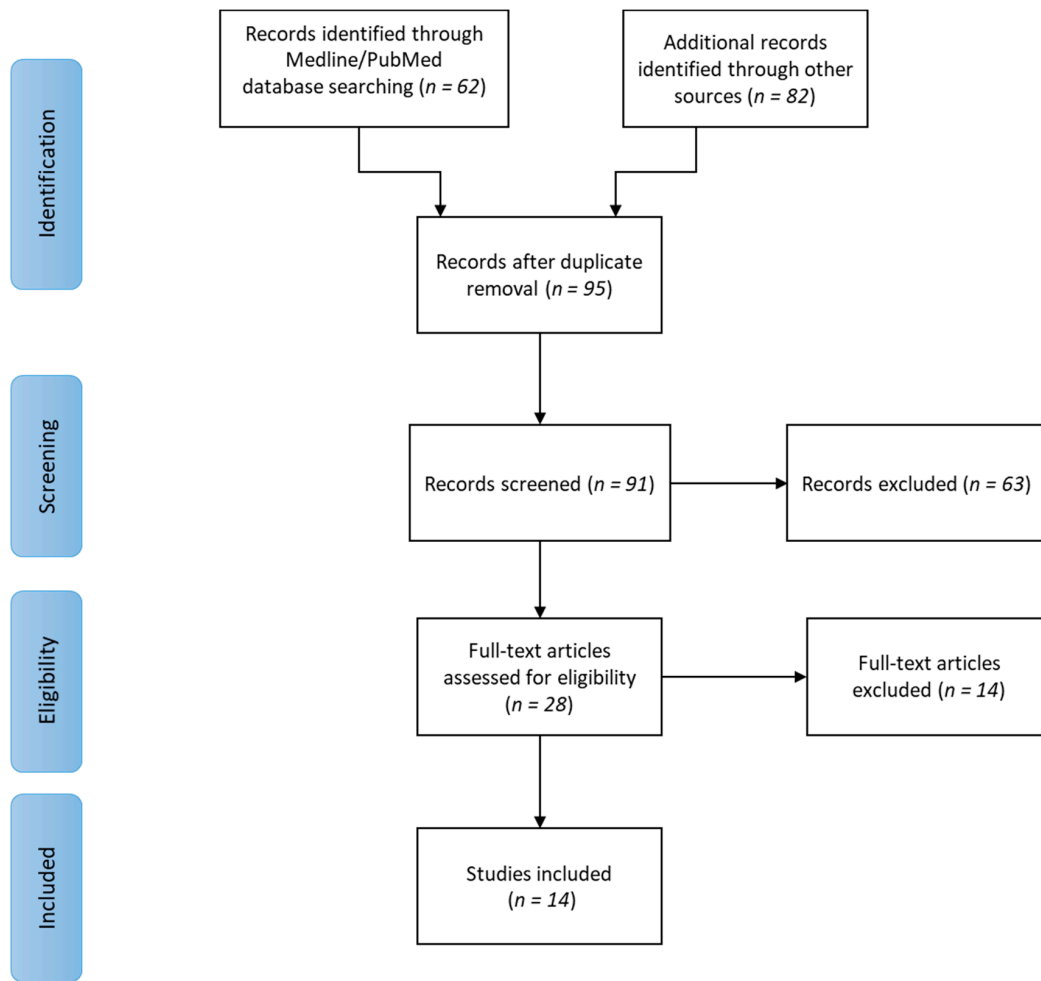 Records identified through
Medline/PubMed
database searching (n = 62)
Additional records
identified through other
sources (n = 82)
Identification
Records after duplicate
removal (n = 95)
Screening
Records screened (n = 91)
Records excluded (n = 63)
Eligibility
Full-text articles
assessed for eligibility
(n = 28)
Full-text articles
excluded (n = 14)
Included
Studies included
(n = 14)